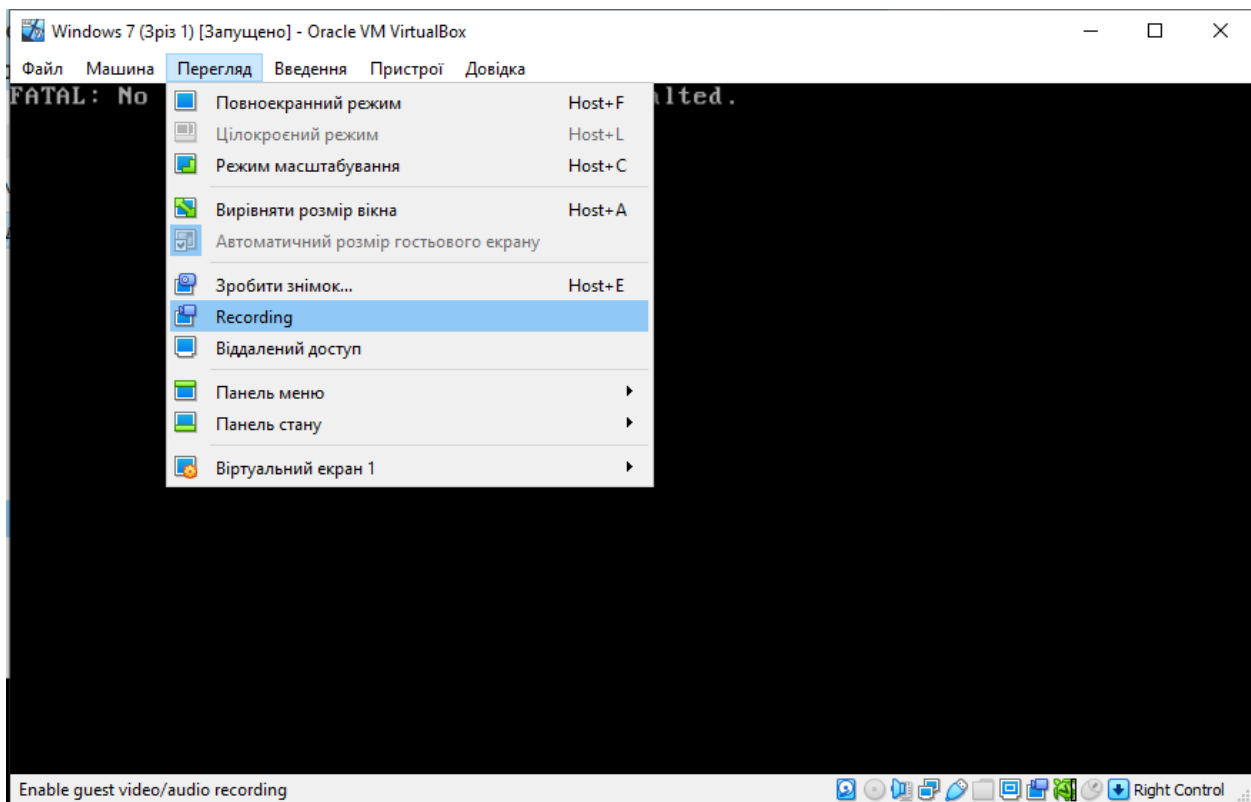 Windows 7 (Зріз 1) [Запущено] - Oracle VM VirtualBox
Файл Машина Перегляд Введення Пристрої Довідка
FATAL: No lted.
Повноекранний режим Host+F
Цілокроєний режим Host+L
Режим масштабування Host+C
Вирівняти розмір вікна Host+A
Автоматичний розмір гостьового екрану
Зробити знімок... Host+E
Recording
Віддалений доступ
Панель меню
Панель стану
Віртуальний екран 1
Enable guest video/audio recording Right Control